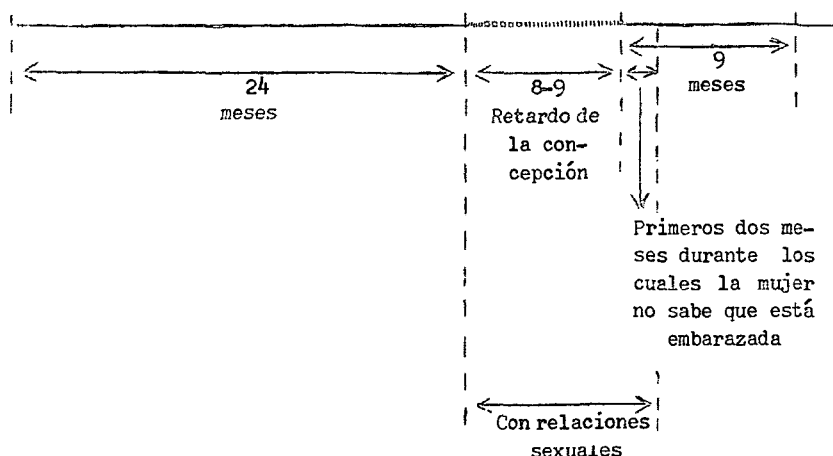 24
meses
8-9
Retardo de
la con-
cepción
9
meses
Primeros dos me-
ses durante los
cuales la mujer
no sabe que está
embarazada
Con relaciones
sexuales